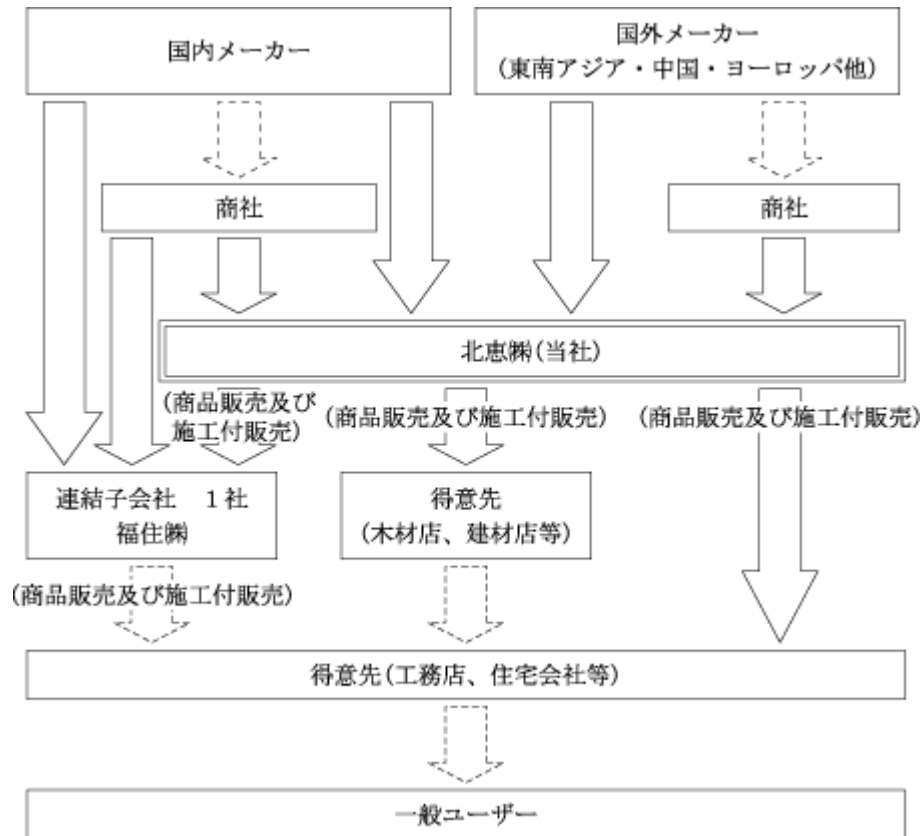 国内メーカー
国外メーカー
(東南アジア・中国・ヨーロッパ他)
商社
商社
北恵㈱(当社)
(商品販売及び
施工付販売)
(商品販売及び施工付販売)
(商品販売及び施工付販売)
連結子会社　1社
福住㈱
得意先
(木材店、建材店等)
(商品販売及び施工付販売)
得意先(工務店、住宅会社等)
一般ユーザー